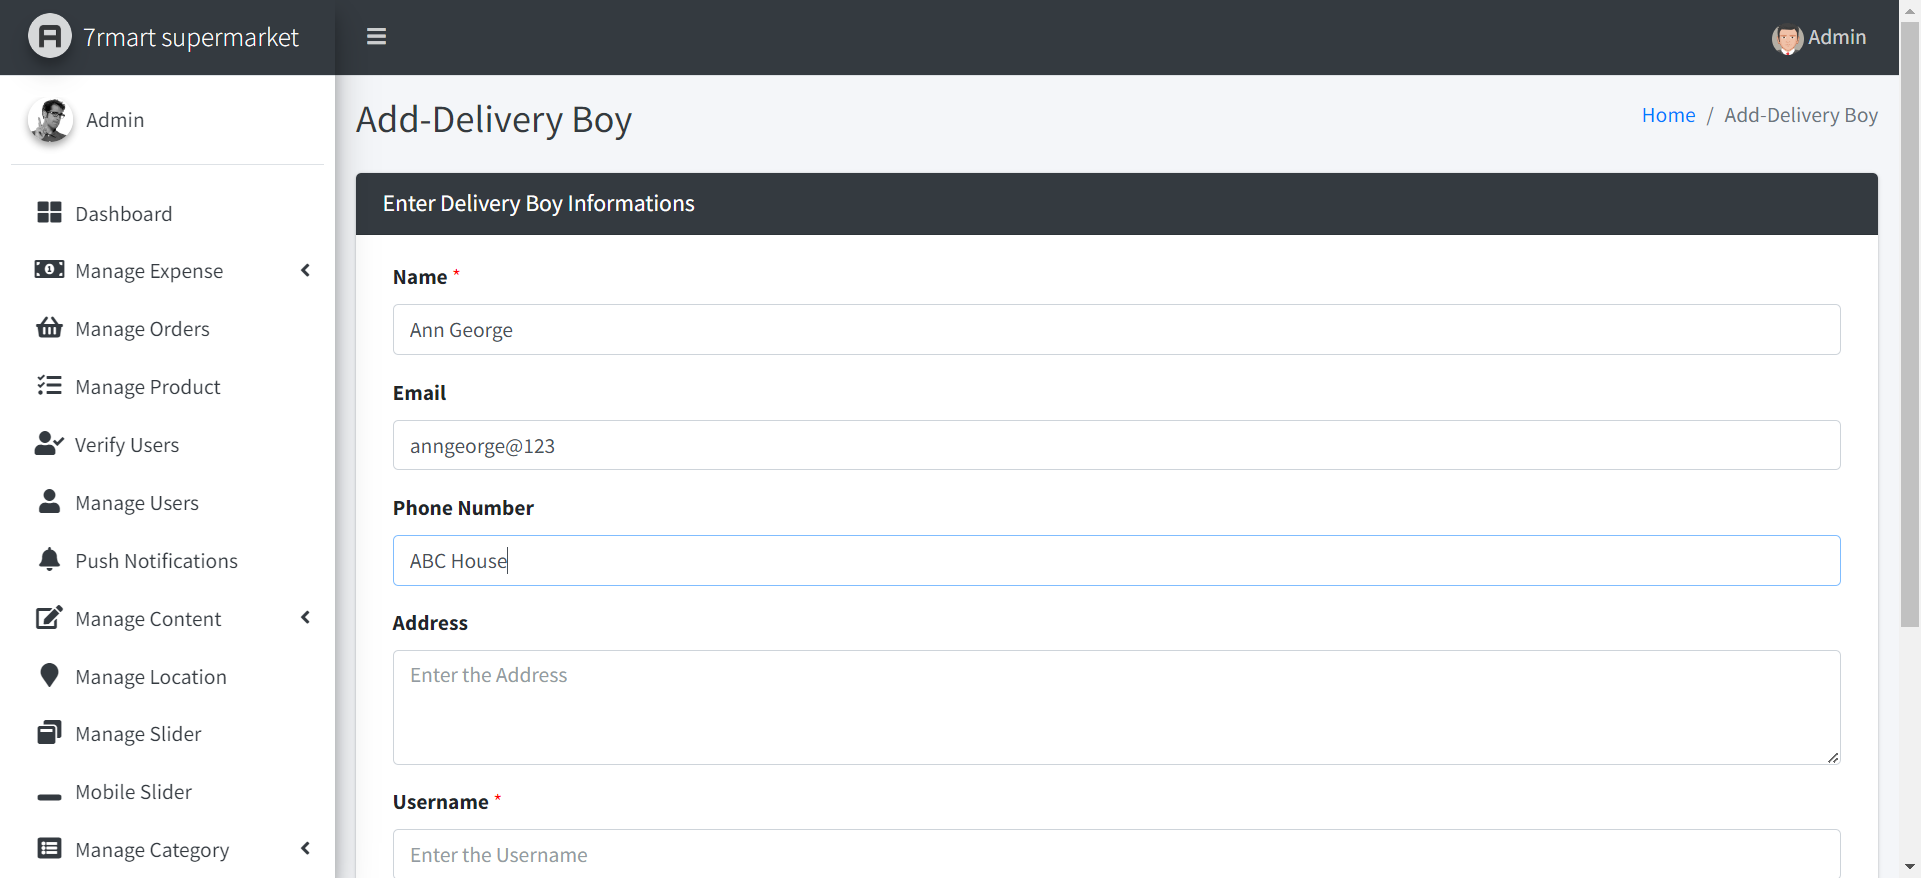 7rmart supermarket
Admin
Admin
Dashboard
Manage Expense
Manage Orders
Manage Product
Verify Users
Manage Users
Push Notifications
Manage Content
Manage Location
Manage Slider
Mobile Slider
Manage Category
Add-Delivery Boy
Home / Add-Delivery Boy
Enter Delivery Boy Informations
Name *
Ann George
Email
anngeorge@123
Phone Number
ABC House
Address
Enter the Address
Username *
Enter the Username